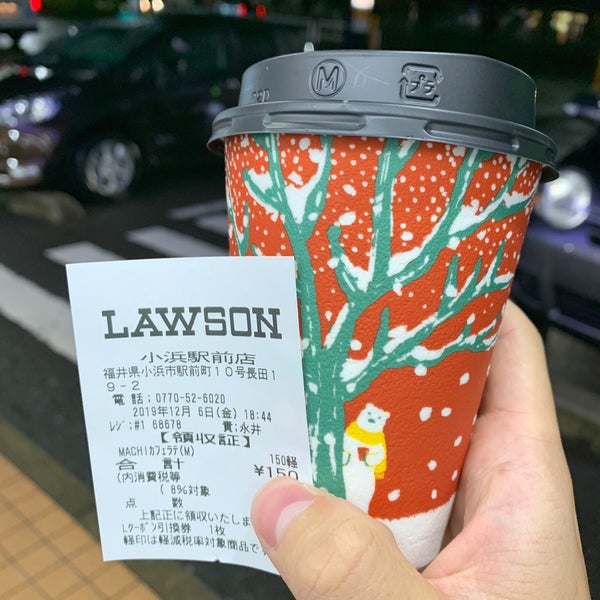 M
プラ
LAWSON
小浜駅前店
福井県小浜市駅前町10号長田1
9-2
電話:0770-52-6020
2019年12月 6日(金) 18:44
レジ:#1 68678 責:永井
【領収証】
MACHIカフェラテ(M) 150軽
合 計 ¥150
(内消費税等
( 8%対象
点 数
上記正に領収いたしま
Lクーポン引換券 1枚
軽印は軽減税率対象商品で